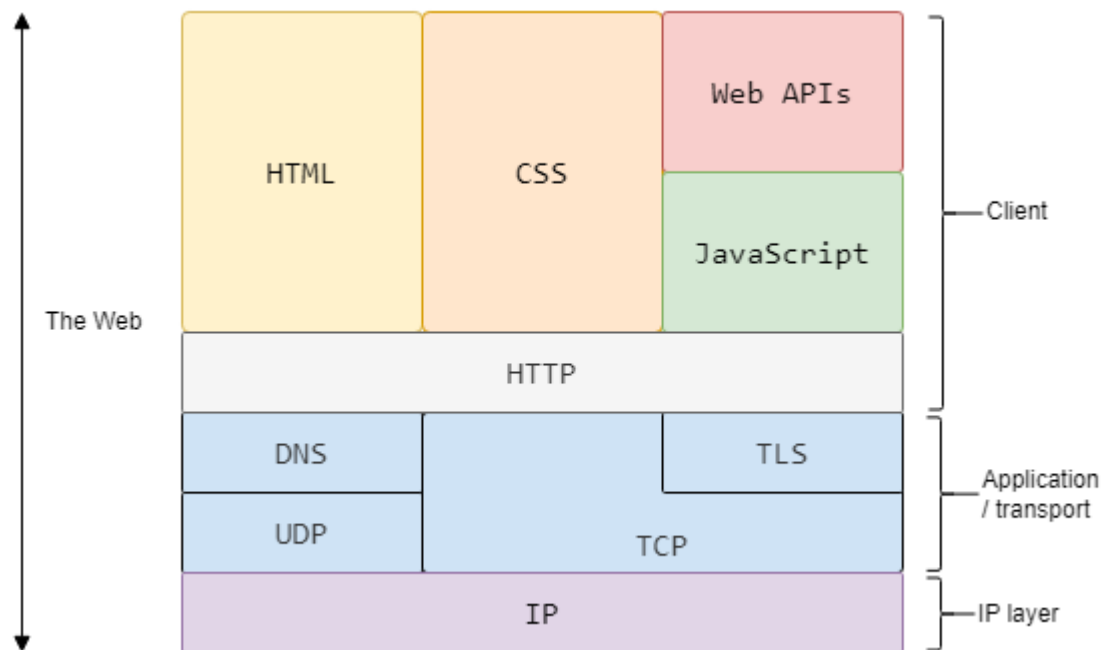 Web APIs
HTML
CSS
Client
JavaScript
The Web
HTTP
DNS
TLS
Application
/ transport
UDP
TCP
IP
IP layer